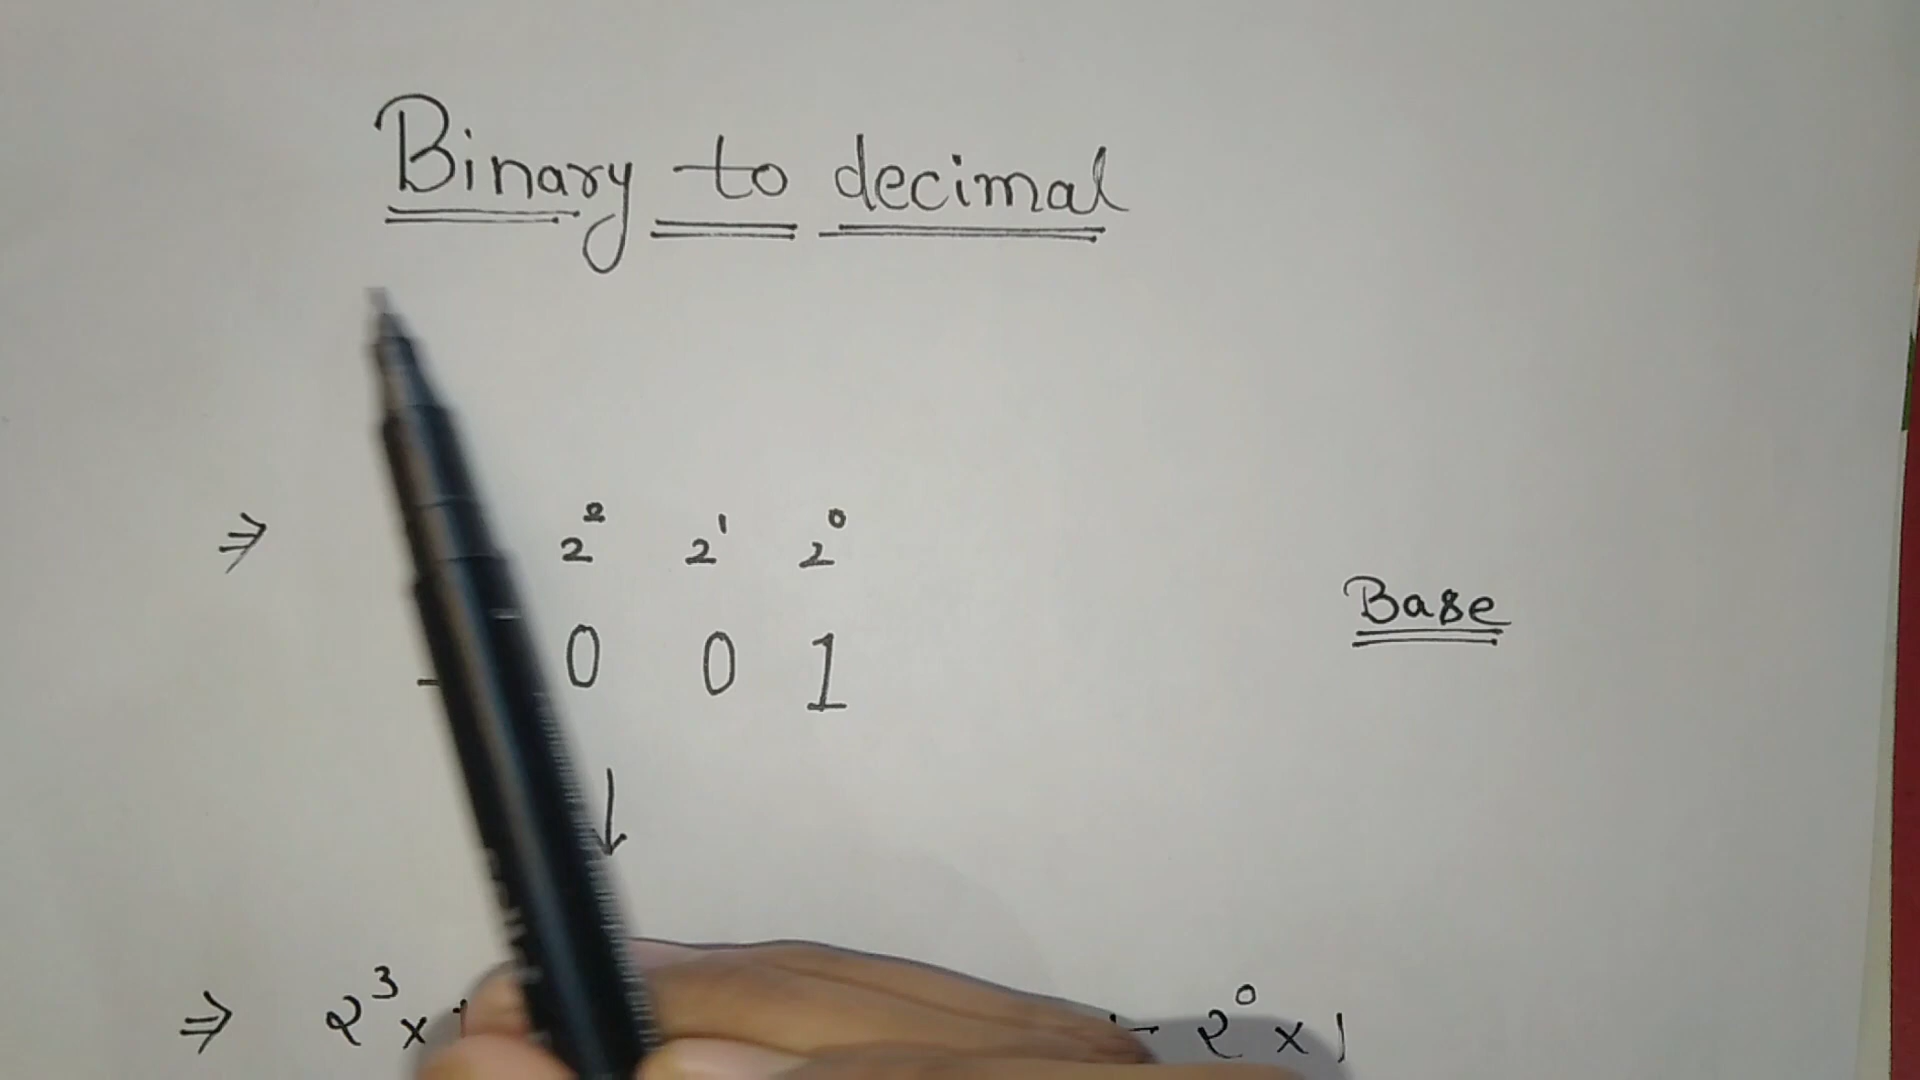 Binary to decimal
⇒ 2² 2¹ 2⁰
0 0 1
Base
↓
⇒ 2³ x + 2⁰ x 1